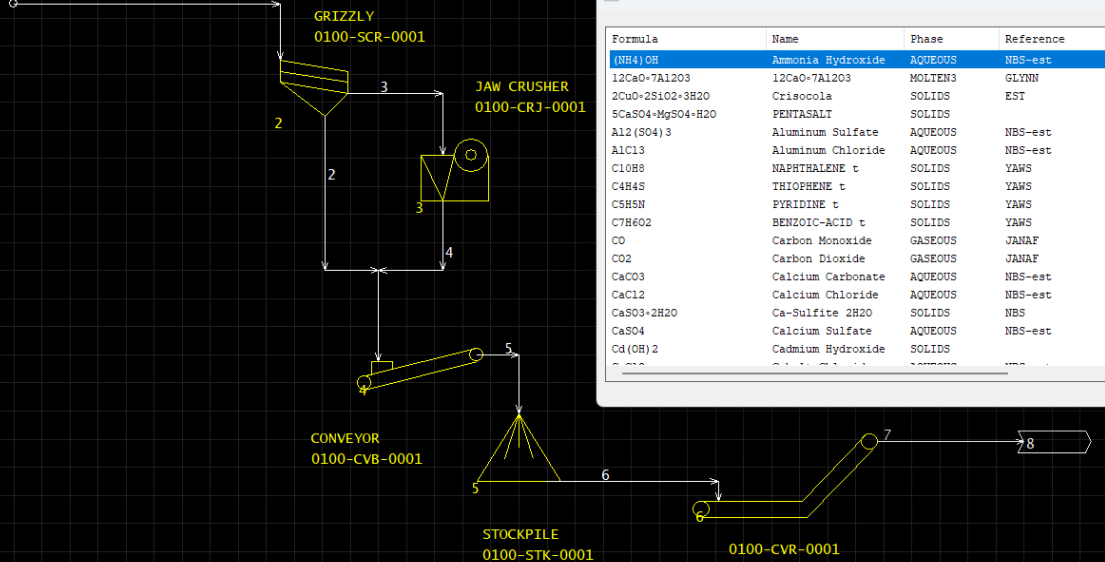 GRIZZLY
0100-SCR-0001
2
3
JAW CRUSHER
0100-CRJ-0001
2
3
4
5
4
CONVEYOR
0100-CVB-0001
5
6
STOCKPILE
0100-STK-0001
6
7
8
0100-CVR-0001
Formula Name Phase Reference
(NH4)OH Ammonia Hydroxide AQUEOUS NBS-est
12CaO∘7Al2O3 12CaO∘7Al2O3 MOLTEN3 GLYNN
2CuO∘2SiO2∘3H2O Crisocola SOLIDS EST
5CaSO4∘MgSO4∘H2O PENTASALT SOLIDS
Al2(SO4)3 Aluminum Sulfate AQUEOUS NBS-est
AlCl3 Aluminum Chloride AQUEOUS NBS-est
C10H8 NAPHTHALENE t SOLIDS YAWS
C4H4S THIOPHENE t SOLIDS YAWS
C5H5N PYRIDINE t SOLIDS YAWS
C7H6O2 BENZOIC-ACID t SOLIDS YAWS
CO Carbon Monoxide GASEOUS JANAF
CO2 Carbon Dioxide GASEOUS JANAF
CaCO3 Calcium Carbonate AQUEOUS NBS-est
CaCl2 Calcium Chloride AQUEOUS NBS-est
CaSO3∘2H2O Ca-Sulfite 2H2O SOLIDS NBS
CaSO4 Calcium Sulfate AQUEOUS NBS-est
Cd(OH)2 Cadmium Hydroxide SOLIDS